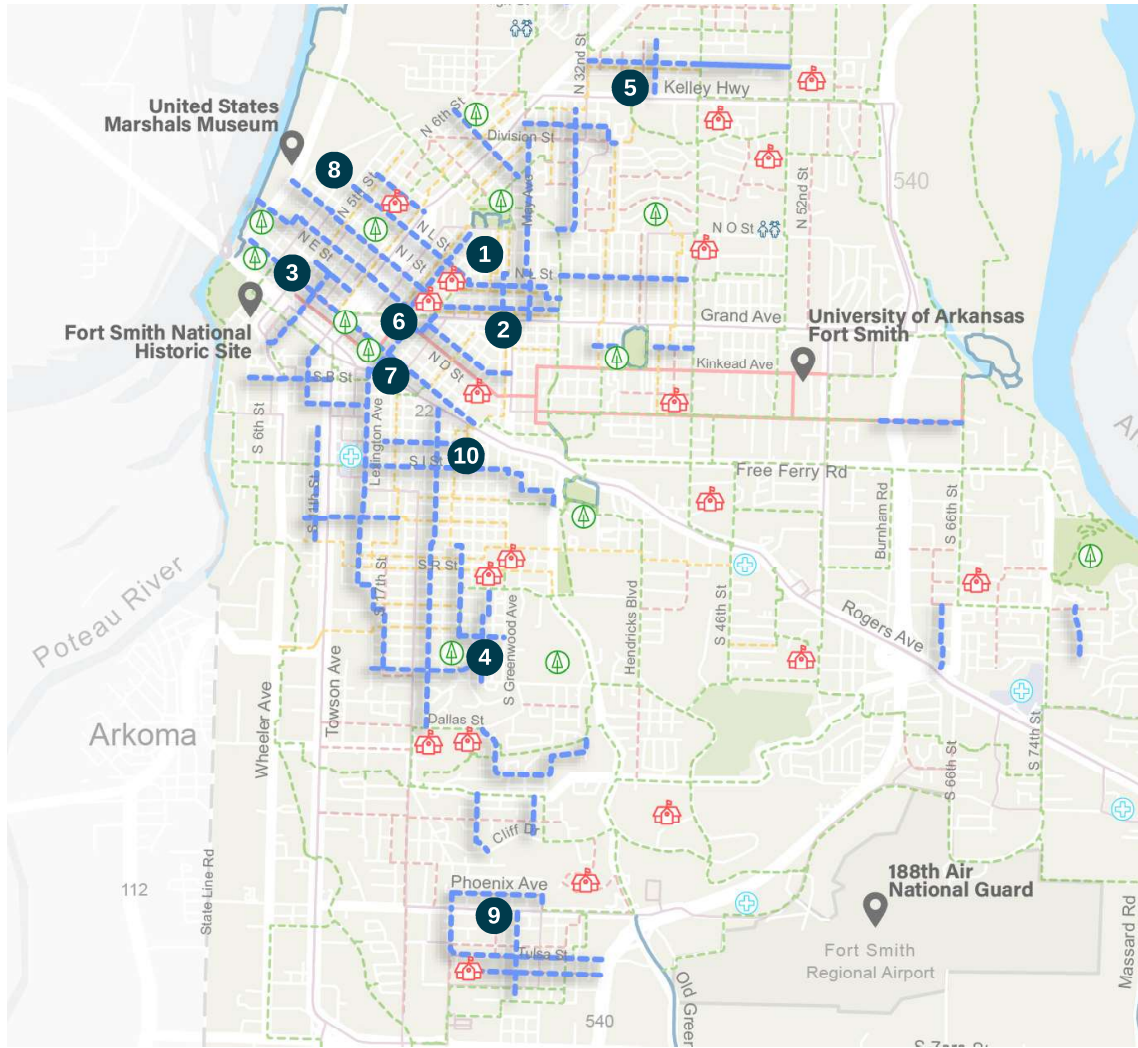 N 32nd St
5
Kelley Hwy
United States
Marshals Museum
N 6th St
Division St
8
N 5th St
May Ave
540
N 52nd St
N O St
N L St
1
N E St
N I St
3
N L St
Fort Smith National
Historic Site
6
2
Grand Ave
University of Arkansas
Fort Smith
N D St
Kinkead Ave
7
S B St
22
S 6th St
Lexington Ave
10
S I St
Free Ferry Rd
S 11th St
Burnham Rd
S 66th St
Poteau River
S 17th St
S R St
S Greenwood Ave
Hendricks Blvd
S 46th St
Rogers Ave
4
Arkoma
Wheeler Ave
Towson Ave
Dallas St
S 74th St
S 66th St
Cliff Dr
State Line Rd
112
Phoenix Ave
9
188th Air
National Guard
Tulsa St
Fort Smith
Regional Airport
Massard Rd
540
Old Green